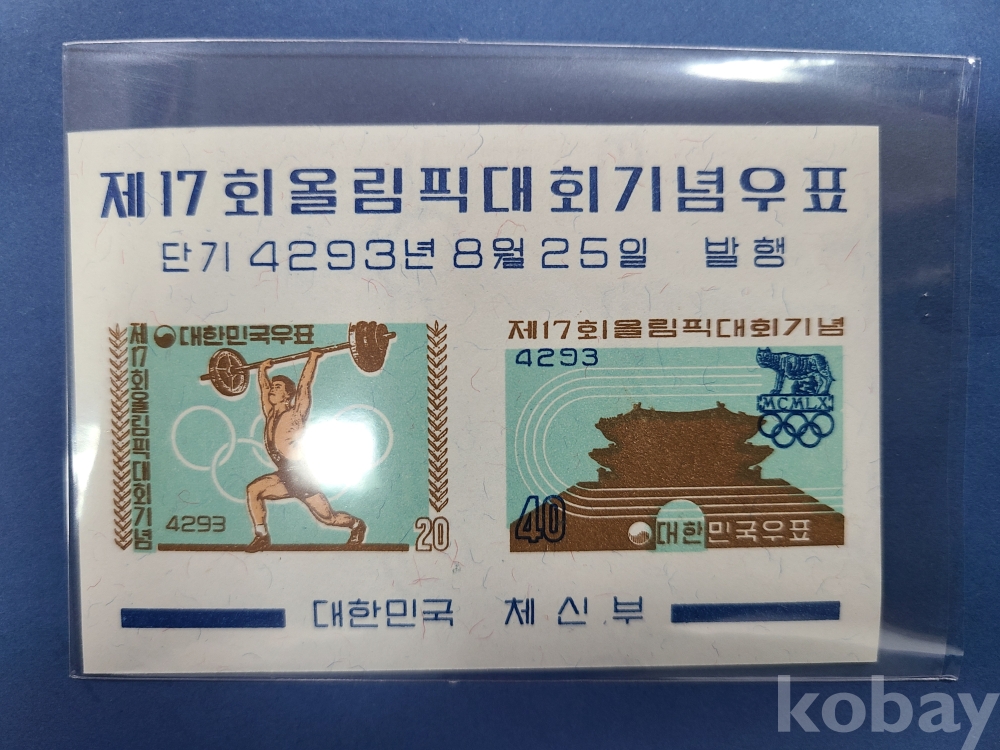 제17회올림픽대회기념우표
단기 4293년 8월 25일 발행
제17회올림픽대회기념
대한민국우표
4293
20
제17회올림픽대회기념
4293
MCMLX
40
대한민국우표
대한민국 체신부
kobay